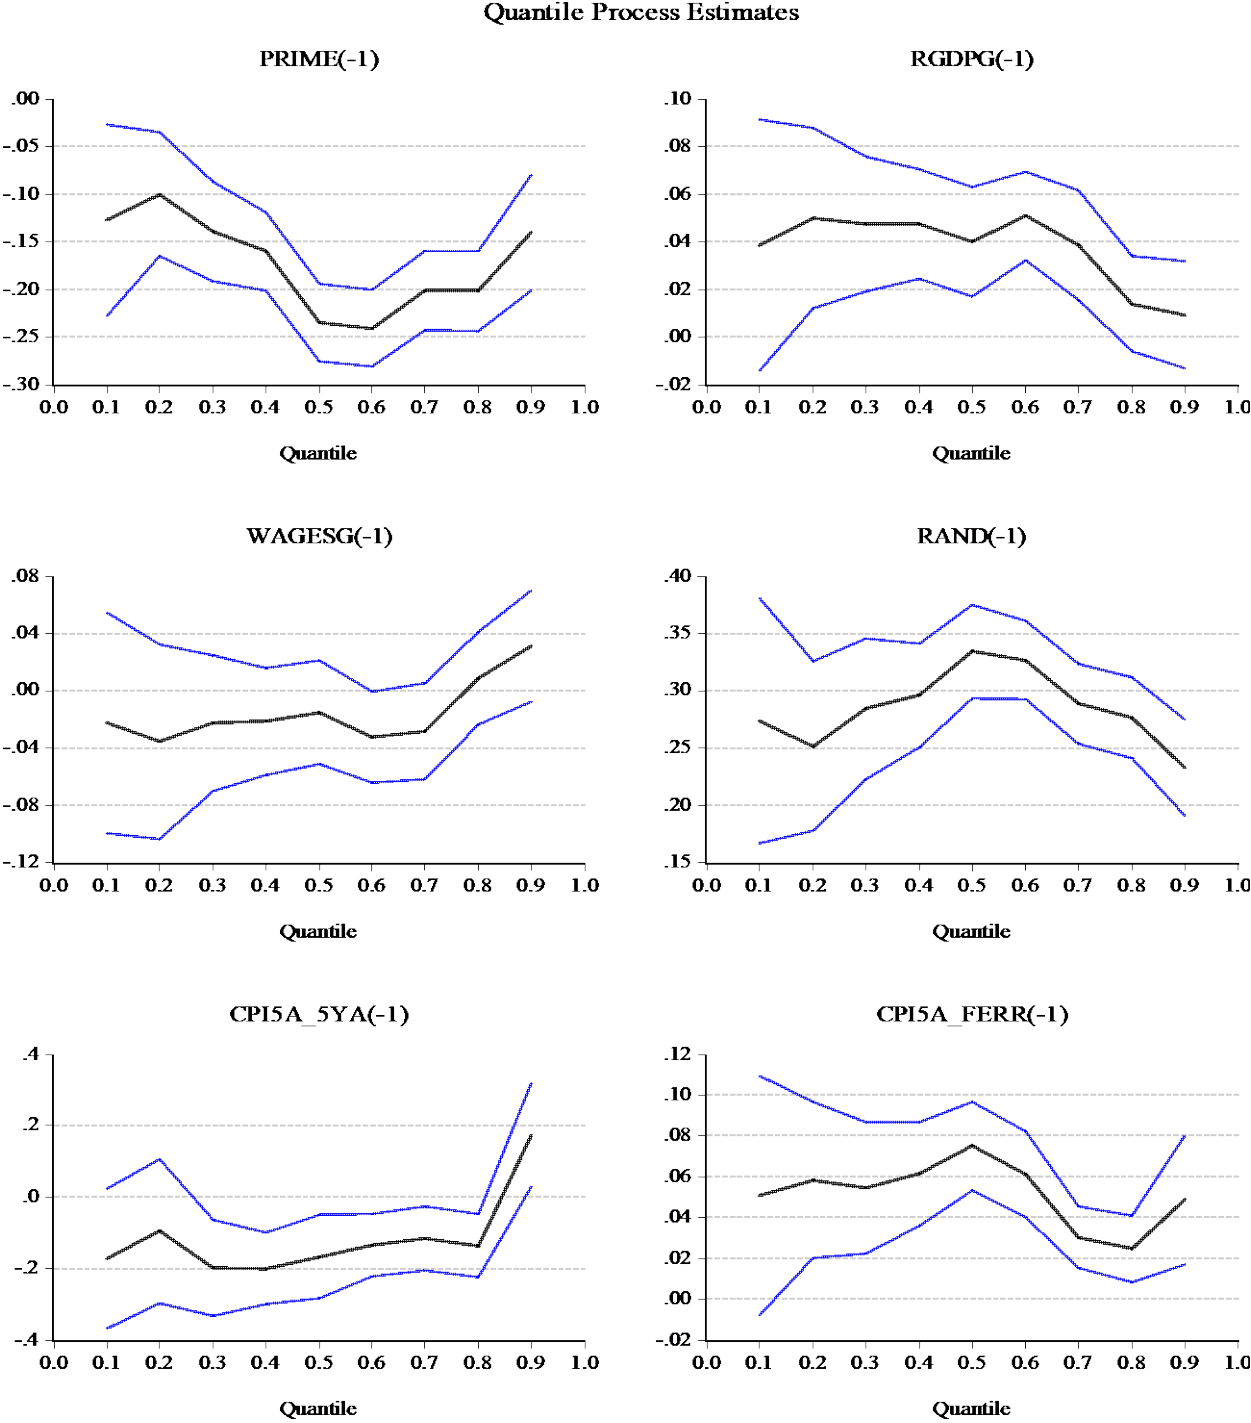 Quantile Process Estimates
PRIME(-1)
.00
-.05
-.10
-.15
-.20
-.25
-.30
0.0 0.1 0.2 0.3 0.4 0.5 0.6 0.7 0.8 0.9 1.0
Quantile
RGDPG(-1)
.10
.08
.06
.04
.02
.00
-.02
0.0 0.1 0.2 0.3 0.4 0.5 0.6 0.7 0.8 0.9 1.0
Quantile
WAGESG(-1)
.08
.04
.00
-.04
-.08
-.12
0.0 0.1 0.2 0.3 0.4 0.5 0.6 0.7 0.8 0.9 1.0
Quantile
RAND(-1)
.40
.35
.30
.25
.20
.15
0.0 0.1 0.2 0.3 0.4 0.5 0.6 0.7 0.8 0.9 1.0
Quantile
CPI5A_5YA(-1)
.4
.2
.0
-.2
-.4
0.0 0.1 0.2 0.3 0.4 0.5 0.6 0.7 0.8 0.9 1.0
Quantile
CPI5A_FERR(-1)
.12
.10
.08
.06
.04
.02
.00
-.02
0.0 0.1 0.2 0.3 0.4 0.5 0.6 0.7 0.8 0.9 1.0
Quantile